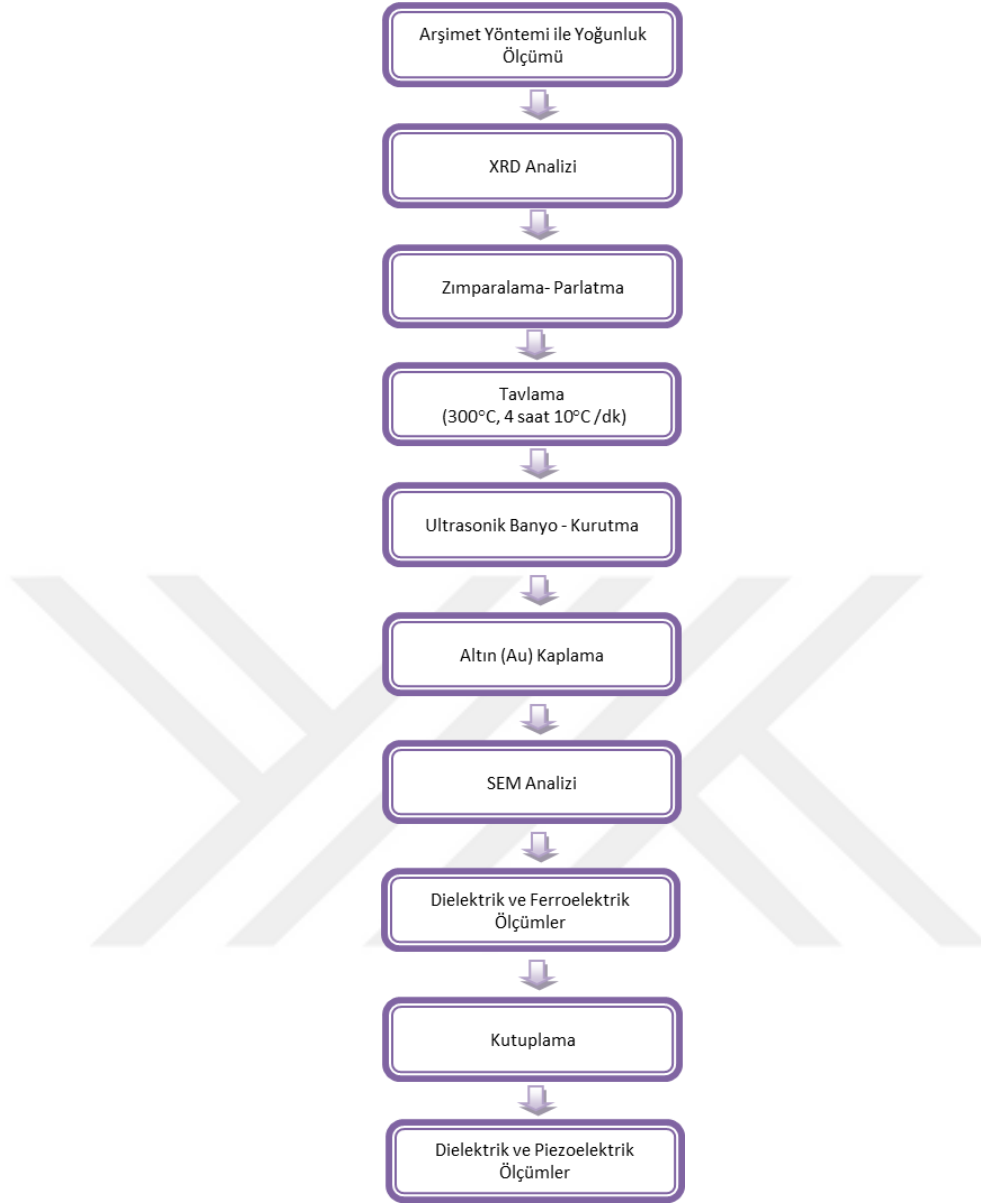 Arşimet Yöntemi ile Yoğunluk
Ölçümü
XRD Analizi
Zımparalama- Parlatma
Tavlama
(300°C, 4 saat 10°C /dk)
Ultrasonik Banyo - Kurutma
Altın (Au) Kaplama
SEM Analizi
Dielektrik ve Ferroelektrik
Ölçümler
Kutuplama
Dielektrik ve Piezoelektrik
Ölçümler